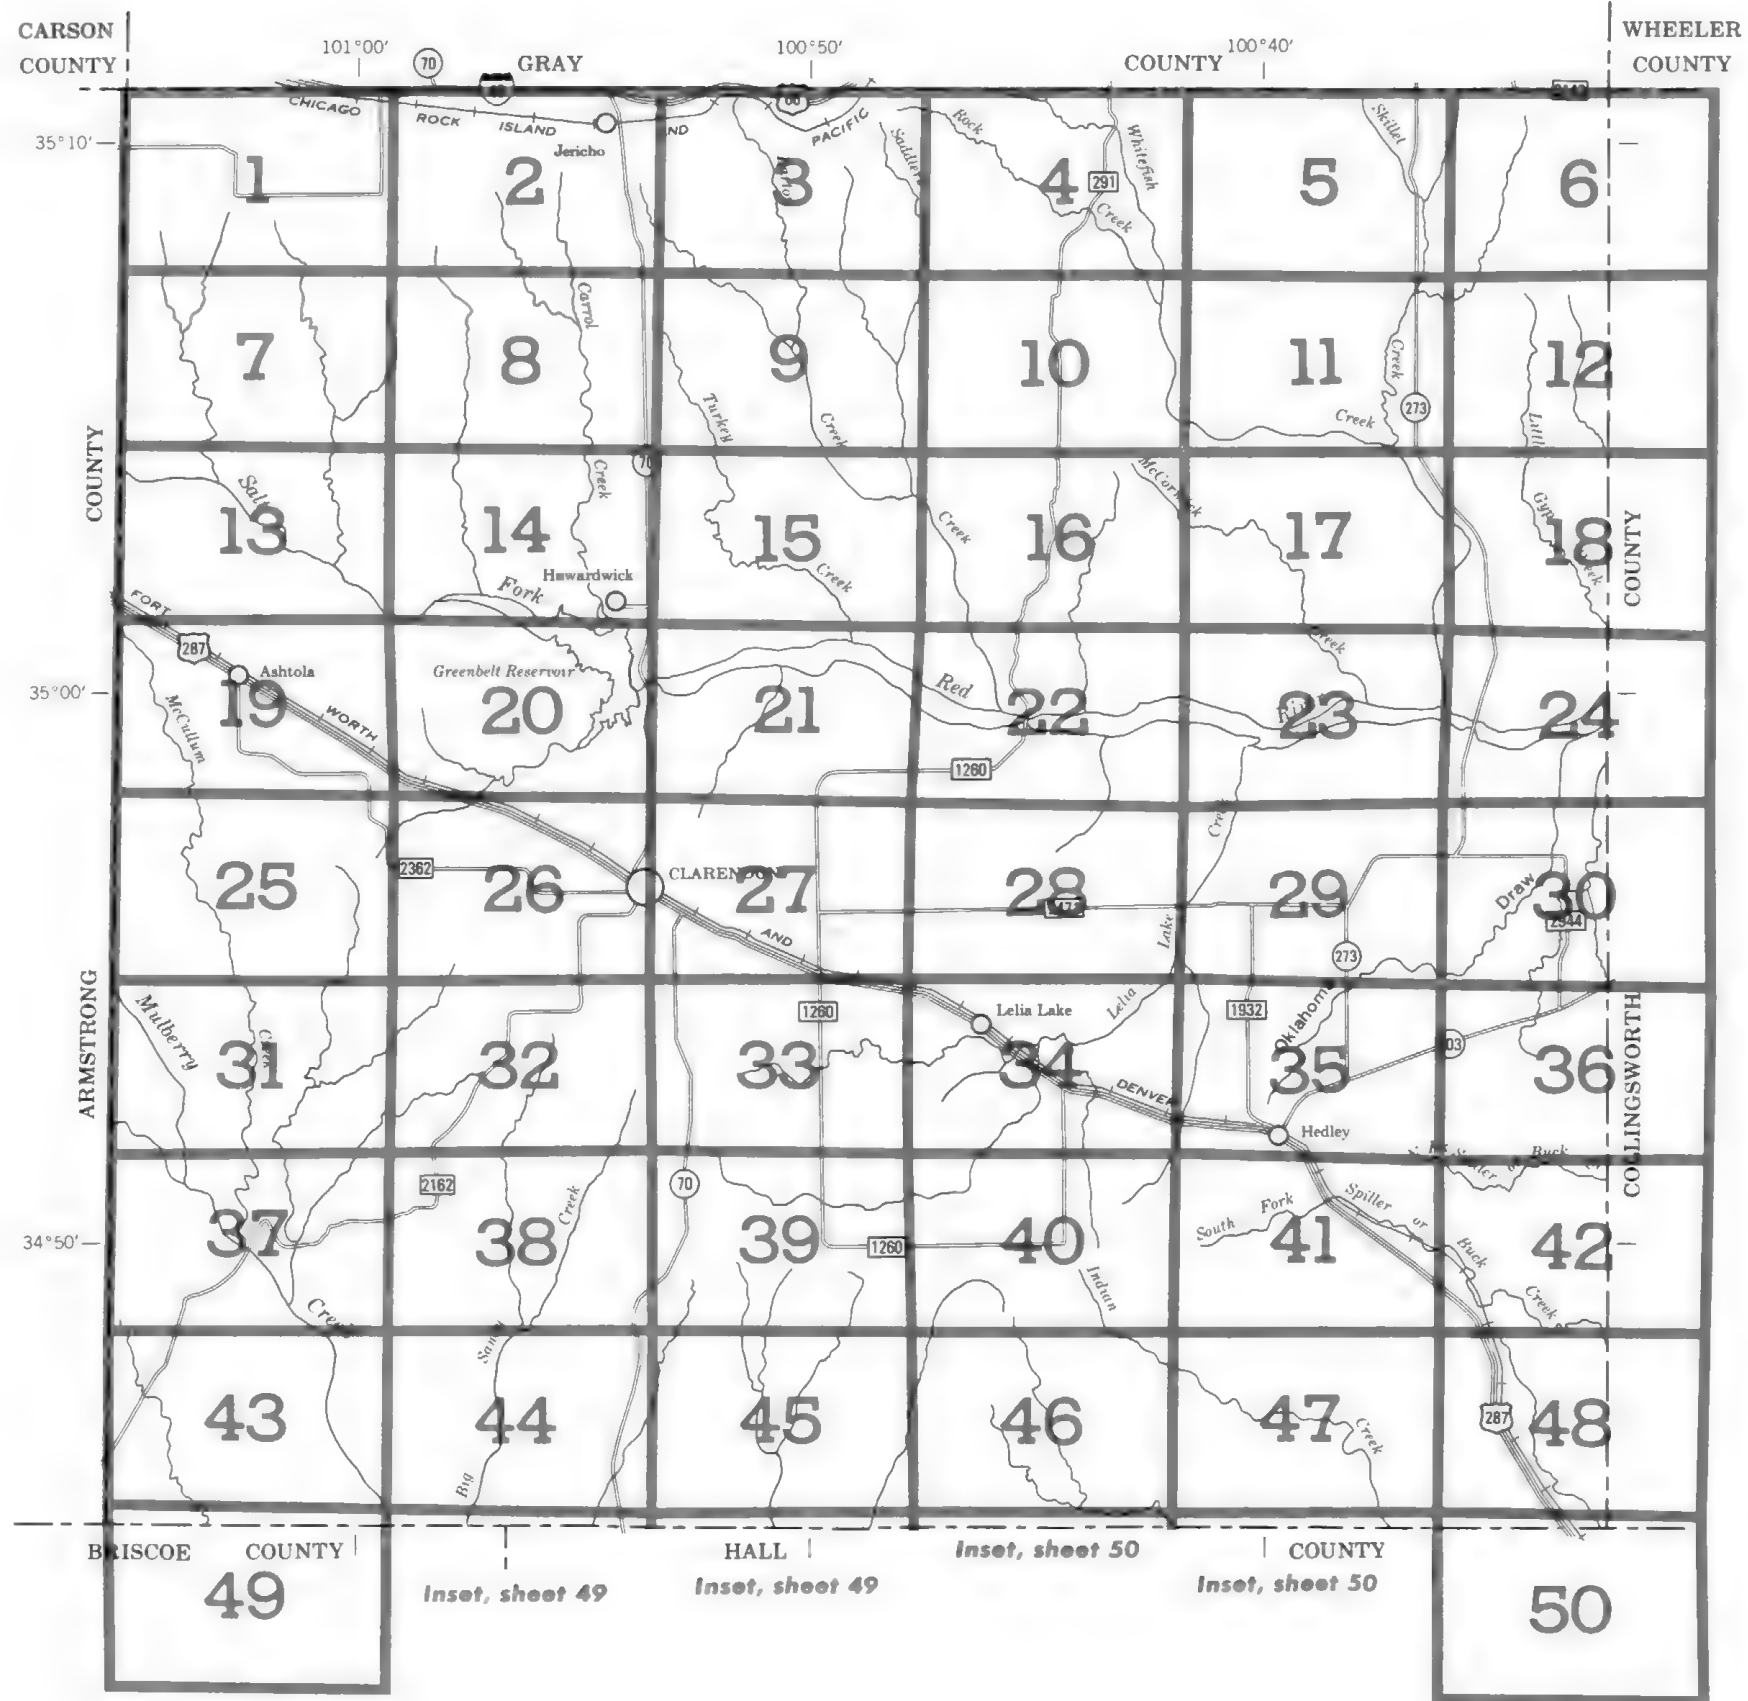 CARSON
COUNTY
101°00'
70
GRAY
100°50'
COUNTY
100°40'
WHEELER
COUNTY
CHICAGO
ROCK
ISLAND
PACIFIC
Jericho
35°10'
Saddlers
Rock
Creek
Whitefish
Skillet
291
1
2
3
4
5
6
Carrol
Creek
Turkey
Creek
Creek
Creek
273
Creek
7
8
9
10
11
12
COUNTY
70
Salt
Fork
Howardwick
Creek
Creek
McCormick
13
14
15
16
17
18
COUNTY
FORT
287
Ashtola
WORTH
Greenbelt Reservoir
Red
Creek
35°00'
McCullum
1260
19
20
21
22
23
24
2362
CLARENDON
AND
Creek
Lake
273
Draw
25
26
27
28
29
30
ARMSTRONG
Mulberry
1260
Lelia Lake
Lelia
1932
Oklahoma
DENVER
Hedley
31
32
33
34
35
36
COLLINGSWORTH
2162
70
Creek
1260
South
Fork
Spiller
or
Buck
Spiller
Buck
Creek
34°50'
Creek
Indian
37
38
39
40
41
42
Sandy
Big
Creek
287
43
44
45
46
47
48
BRISCOE
COUNTY
HALL
COUNTY
Inset, sheet 49
Inset, sheet 49
Inset, sheet 50
Inset, sheet 50
49
50